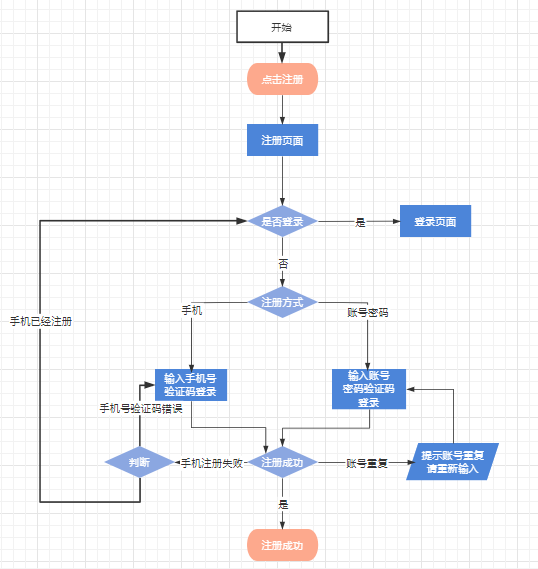 开始
点击注册
注册页面
是否登录
是
登录页面
否
注册方式
手机
账号密码
手机已经注册
输入手机号
验证码登录
输入账号
密码验证码
登录
手机号验证码错误
判断
手机注册失败
注册成功
账号重复
提示账号重复
请重新输入
是
注册成功